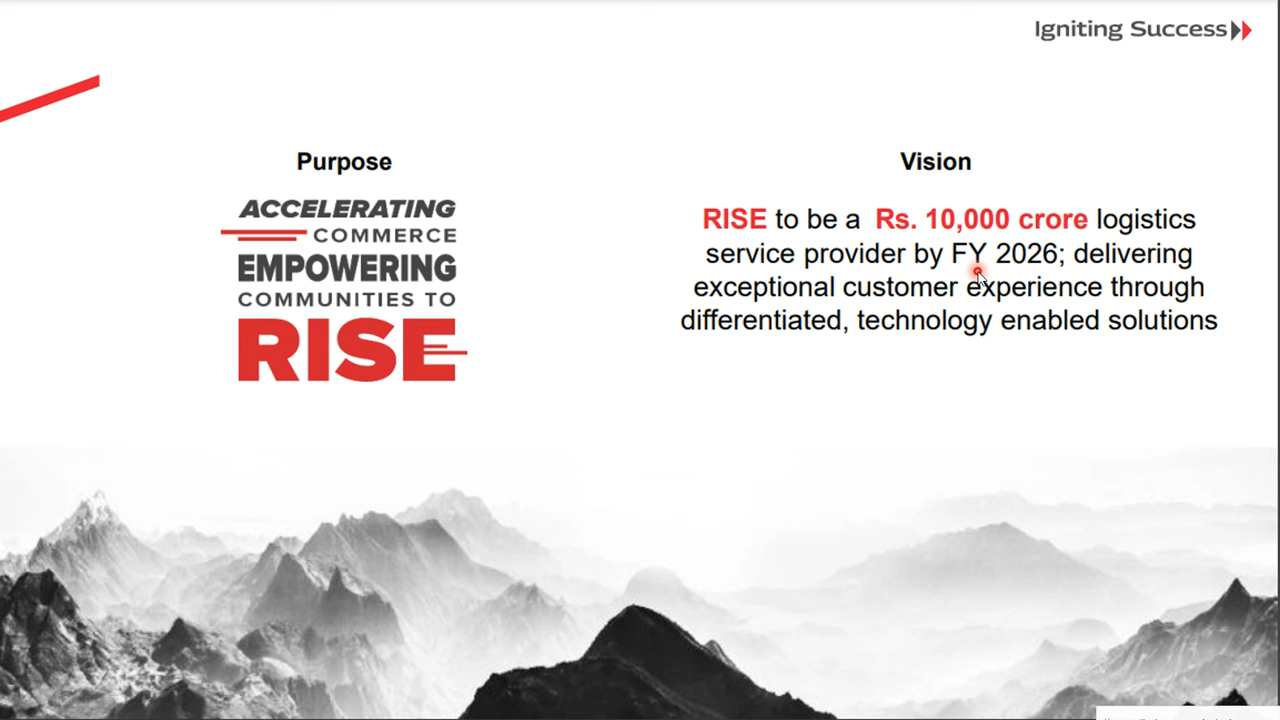 Igniting Success
Purpose
ACCELERATING
COMMERCE
EMPOWERING
COMMUNITIES TO
RISE
Vision
RISE to be a Rs. 10,000 crore logistics
service provider by FY 2026; delivering
exceptional customer experience through
differentiated, technology enabled solutions